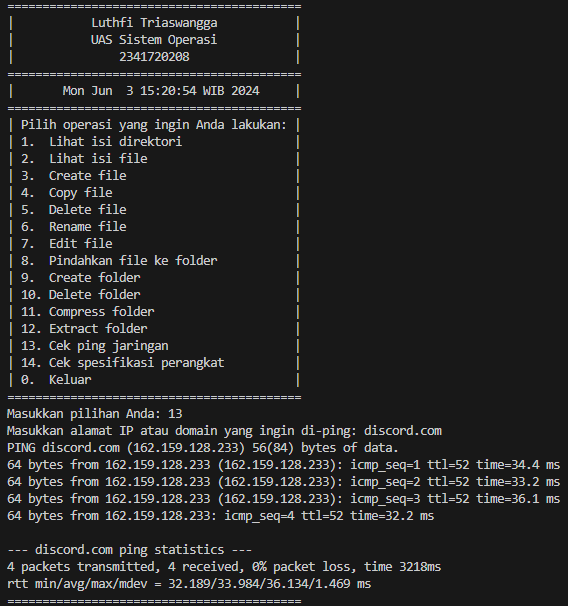 ==========================================
|           Luthfi Triaswangga           |
|           UAS Sistem Operasi           |
|               2341720208               |
==========================================
|       Mon Jun  3 15:20:54 WIB 2024     |
==========================================
| Pilih operasi yang ingin Anda lakukan: |
| 1.  Lihat isi direktori                |
| 2.  Lihat isi file                     |
| 3.  Create file                        |
| 4.  Copy file                          |
| 5.  Delete file                        |
| 6.  Rename file                        |
| 7.  Edit file                          |
| 8.  Pindahkan file ke folder           |
| 9.  Create folder                      |
| 10. Delete folder                      |
| 11. Compress folder                    |
| 12. Extract folder                     |
| 13. Cek ping jaringan                  |
| 14. Cek spesifikasi perangkat          |
| 0.  Keluar                             |
==========================================
Masukkan pilihan Anda: 13
Masukkan alamat IP atau domain yang ingin di-ping: discord.com
PING discord.com (162.159.128.233) 56(84) bytes of data.
64 bytes from 162.159.128.233 (162.159.128.233): icmp_seq=1 ttl=52 time=34.4 ms
64 bytes from 162.159.128.233 (162.159.128.233): icmp_seq=2 ttl=52 time=33.2 ms
64 bytes from 162.159.128.233 (162.159.128.233): icmp_seq=3 ttl=52 time=36.1 ms
64 bytes from 162.159.128.233: icmp_seq=4 ttl=52 time=32.2 ms

--- discord.com ping statistics ---
4 packets transmitted, 4 received, 0% packet loss, time 3218ms
rtt min/avg/max/mdev = 32.189/33.984/36.134/1.469 ms
==========================================